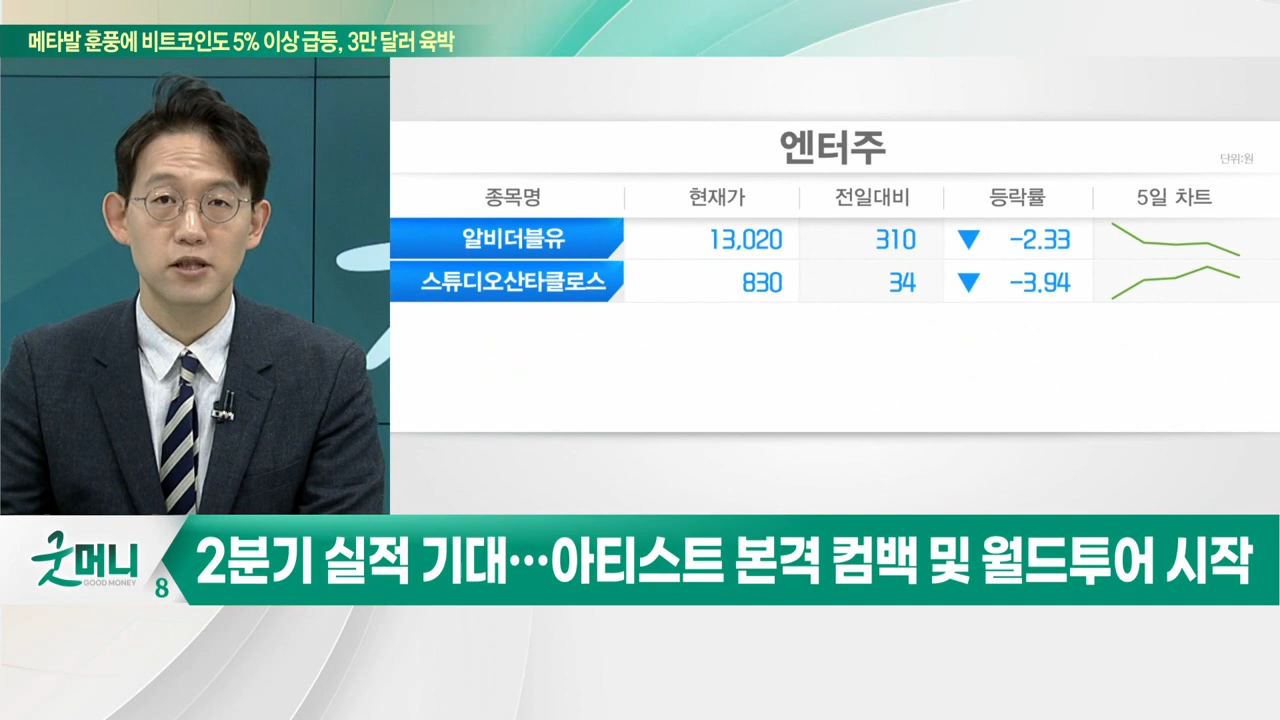 메타발 훈풍에 비트코인도 5% 이상 급등, 3만 달러 육박
엔터주
단위:원
종목명 현재가 전일대비 등락률 5일 차트
알비더블유 13,020 310 ▼ -2.33
스튜디오산타클로스 830 34 ▼ -3.94
굿머니
GOOD MONEY
8
2분기 실적 기대…아티스트 본격 컴백 및 월드투어 시작